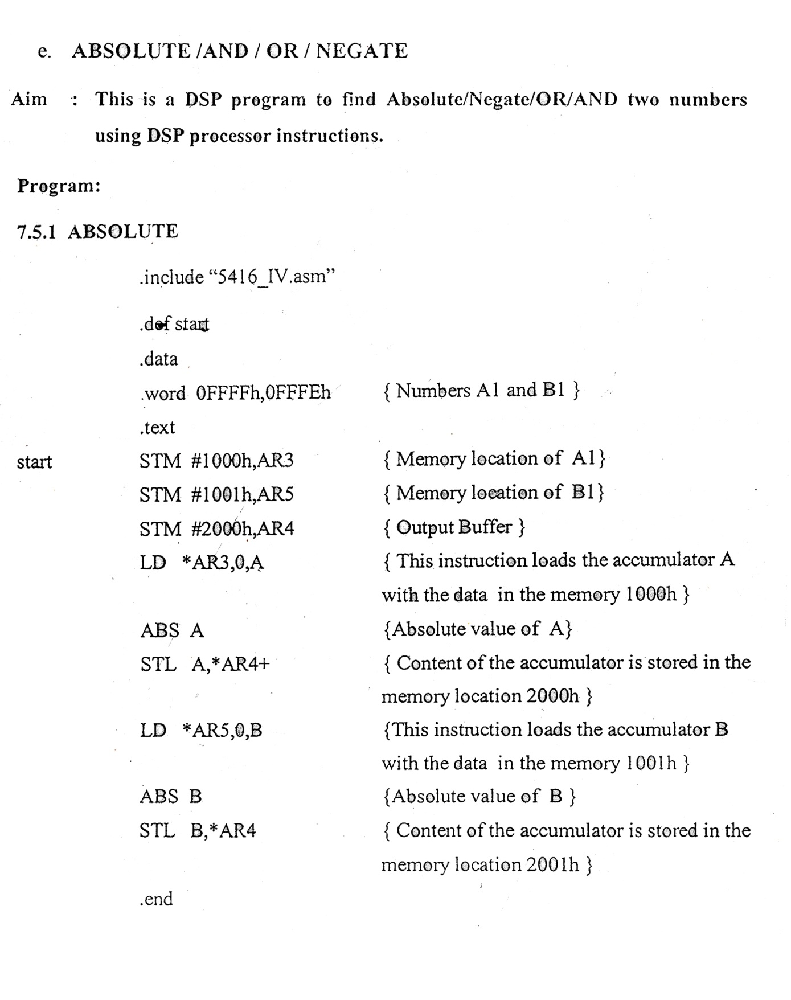 e. ABSOLUTE /AND / OR / NEGATE
Aim : This is a DSP program to find Absolute/Negate/OR/AND two numbers
using DSP processor instructions.
Program:
7.5.1 ABSOLUTE
.include “5416_IV.asm”
.def start
.data
.word 0FFFFh,0FFFEh { Numbers A1 and B1 }
.text
start STM #1000h,AR3 { Memory location of A1}
STM #1001h,AR5 { Memory location of B1}
STM #2000h,AR4 { Output Buffer }
LD *AR3,0,A { This instruction loads the accumulator A
with the data in the memory 1000h }
ABS A {Absolute value of A}
STL A,*AR4+ { Content of the accumulator is stored in the
memory location 2000h }
LD *AR5,0,B {This instruction loads the accumulator B
with the data in the memory 1001h }
ABS B {Absolute value of B }
STL B,*AR4 { Content of the accumulator is stored in the
memory location 2001h }
.end